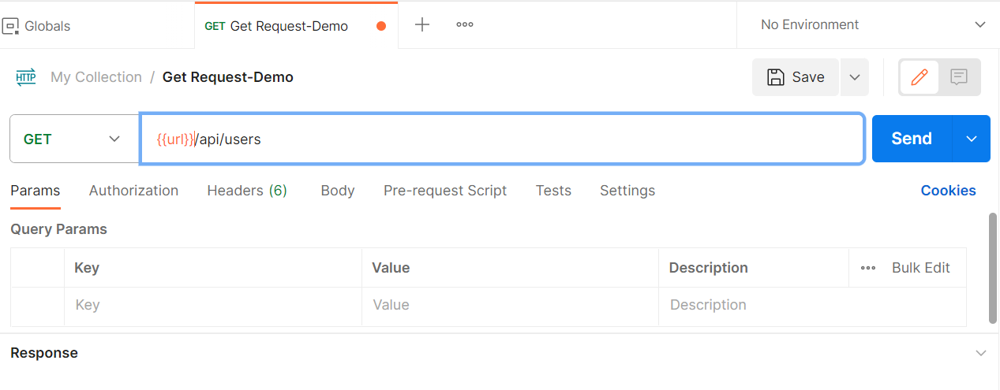 Globals GET Get Request-Demo No Environment
HTTP My Collection / Get Request-Demo Save
GET {{url}}/api/users Send
Params Authorization Headers (6) Body Pre-request Script Tests Settings Cookies
Query Params
Key Value Description Bulk Edit
Key Value Description
Response